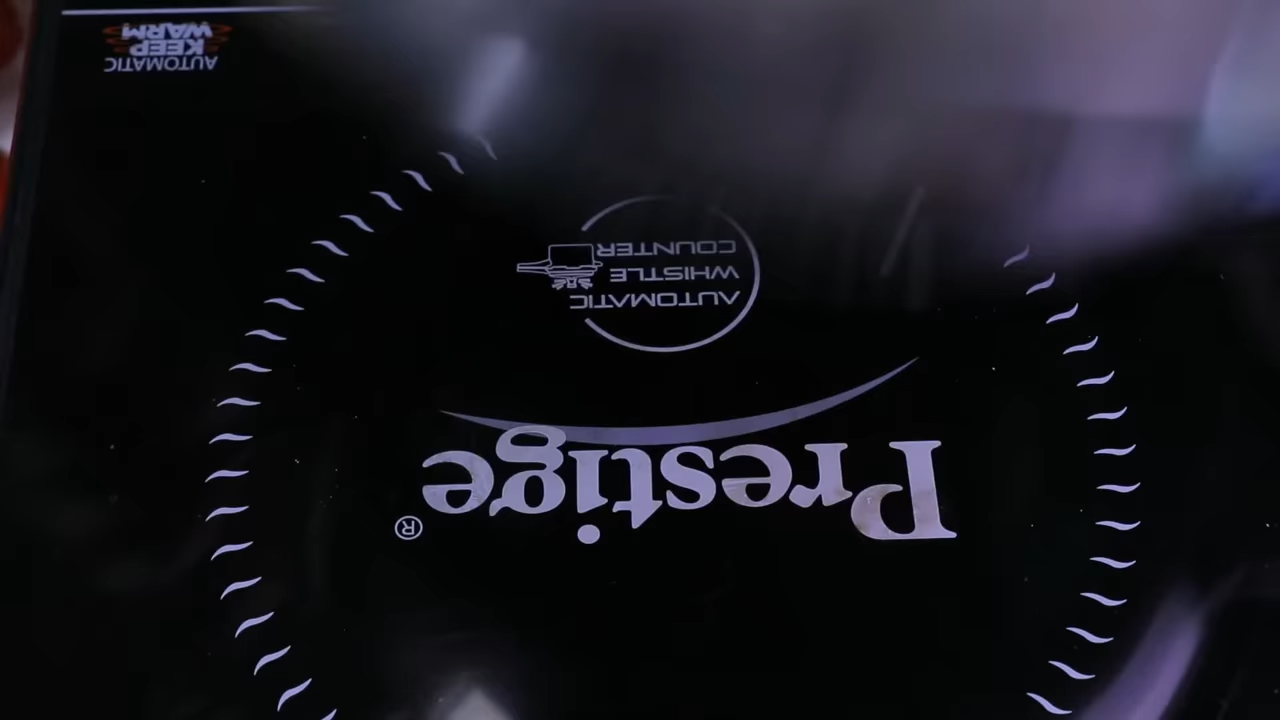 Prestige®
AUTOMATIC
WHISTLE
COUNTER
AUTOMATIC
KEEP
WARM